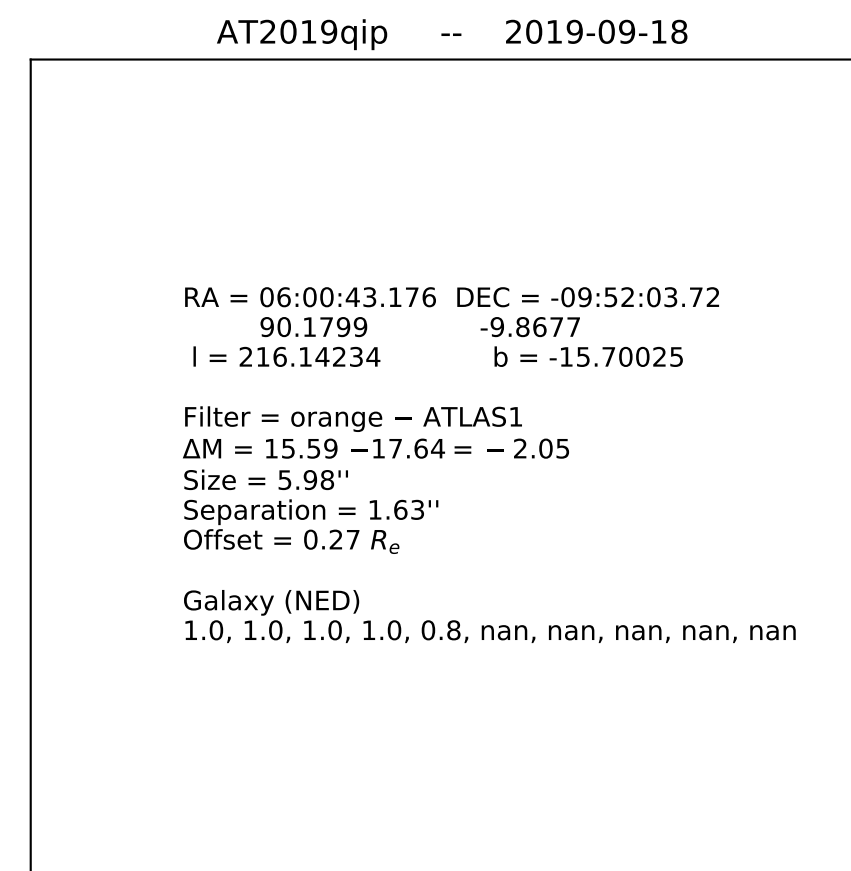 AT2019qip -- 2019-09-18
RA = 06:00:43.176 DEC = -09:52:03.72
90.1799 -9.8677
l = 216.14234 b = -15.70025
Filter = orange − ATLAS1
ΔM = 15.59 −17.64 = − 2.05
Size = 5.98''
Separation = 1.63''
Offset = 0.27 Re
Galaxy (NED)
1.0, 1.0, 1.0, 1.0, 0.8, nan, nan, nan, nan, nan